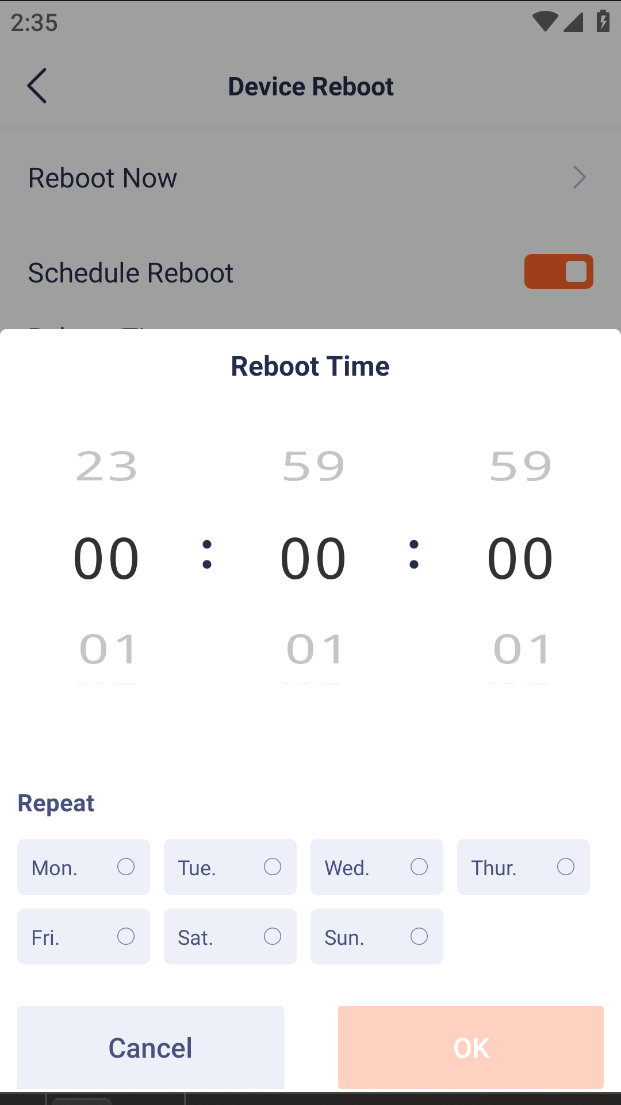 2:35
Device Reboot
Reboot Now
Schedule Reboot
Reboot Time
23 59 59
00 : 00 : 00
01 01 01
Repeat
Mon. Tue. Wed. Thur.
Fri. Sat. Sun.
Cancel OK